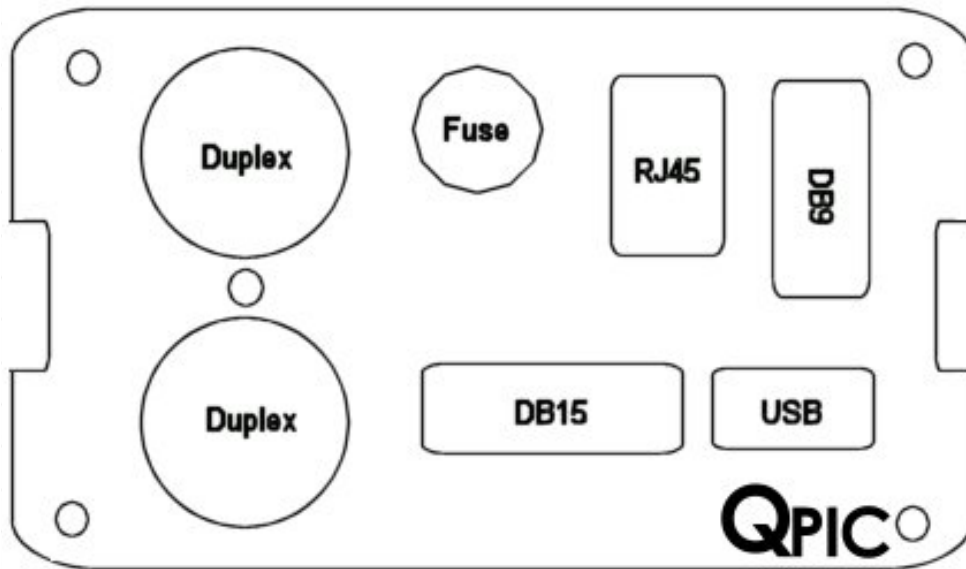 Duplex
Fuse
RJ45
DB9
Duplex
DB15
USB
QPIC